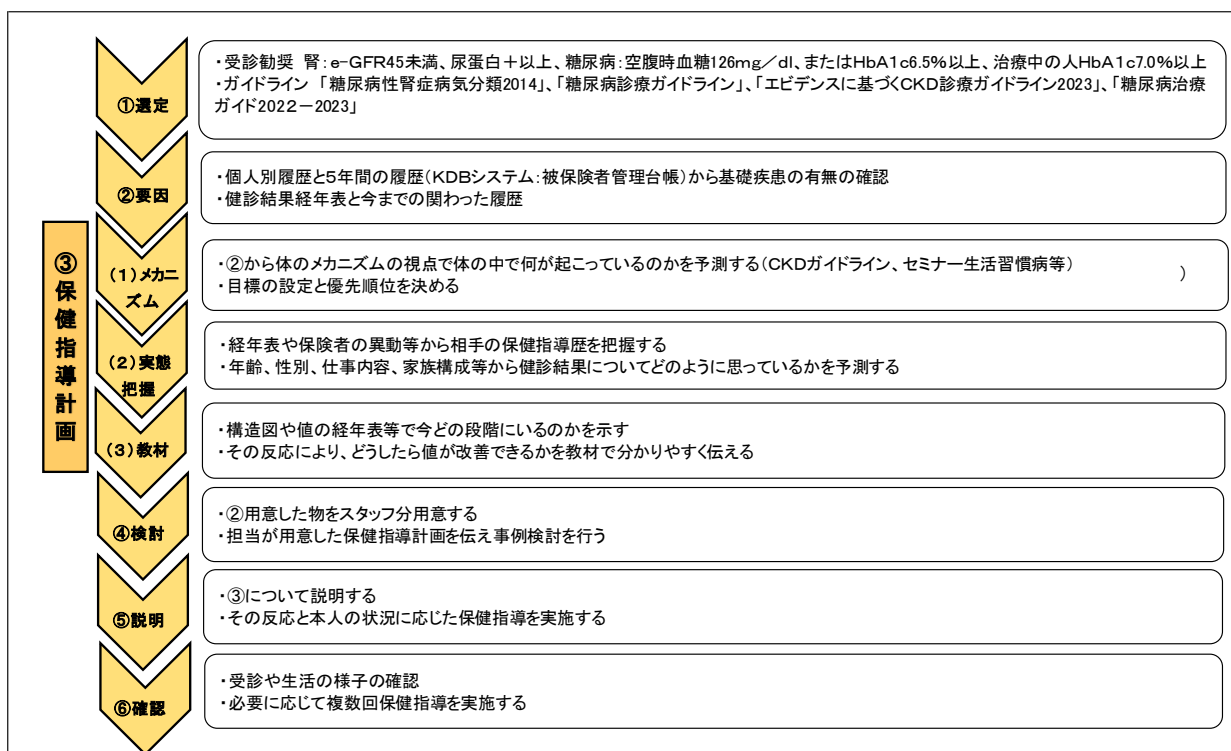 ①選定
・受診勧奨 腎：e-GFR45未満、尿蛋白＋以上、糖尿病：空腹時血糖126mg／dl、またはHbA1c6.5％以上、治療中の人HbA1c7.0％以上
・ガイドライン 「糖尿病性腎症病気分類2014」、「糖尿病診療ガイドライン」、「エビデンスに基づくCKD診療ガイドライン2023」、「糖尿病治療
ガイド2022－2023」
②要因
・個人別履歴と5年間の履歴（KDBシステム：被保険者管理台帳）から基礎疾患の有無の確認
・健診結果経年表と今までの関わった履歴
③保健指導計画
（１）メカニ
ズム
・②から体のメカニズムの視点で体の中で何が起こっているのかを予測する（CKDガイドライン、セミナー生活習慣病等） ）
・目標の設定と優先順位を決める
（２）実態
把握
・経年表や保険者の異動等から相手の保健指導歴を把握する
・年齢、性別、仕事内容、家族構成等から健診結果についてどのように思っているかを予測する
（３）教材
・構造図や値の経年表等で今どの段階にいるのかを示す
・その反応により、どうしたら値が改善できるかを教材で分かりやすく伝える
④検討
・②用意した物をスタッフ分用意する
・担当が用意した保健指導計画を伝え事例検討を行う
⑤説明
・③について説明する
・その反応と本人の状況に応じた保健指導を実施する
⑥確認
・受診や生活の様子の確認
・必要に応じて複数回保健指導を実施する